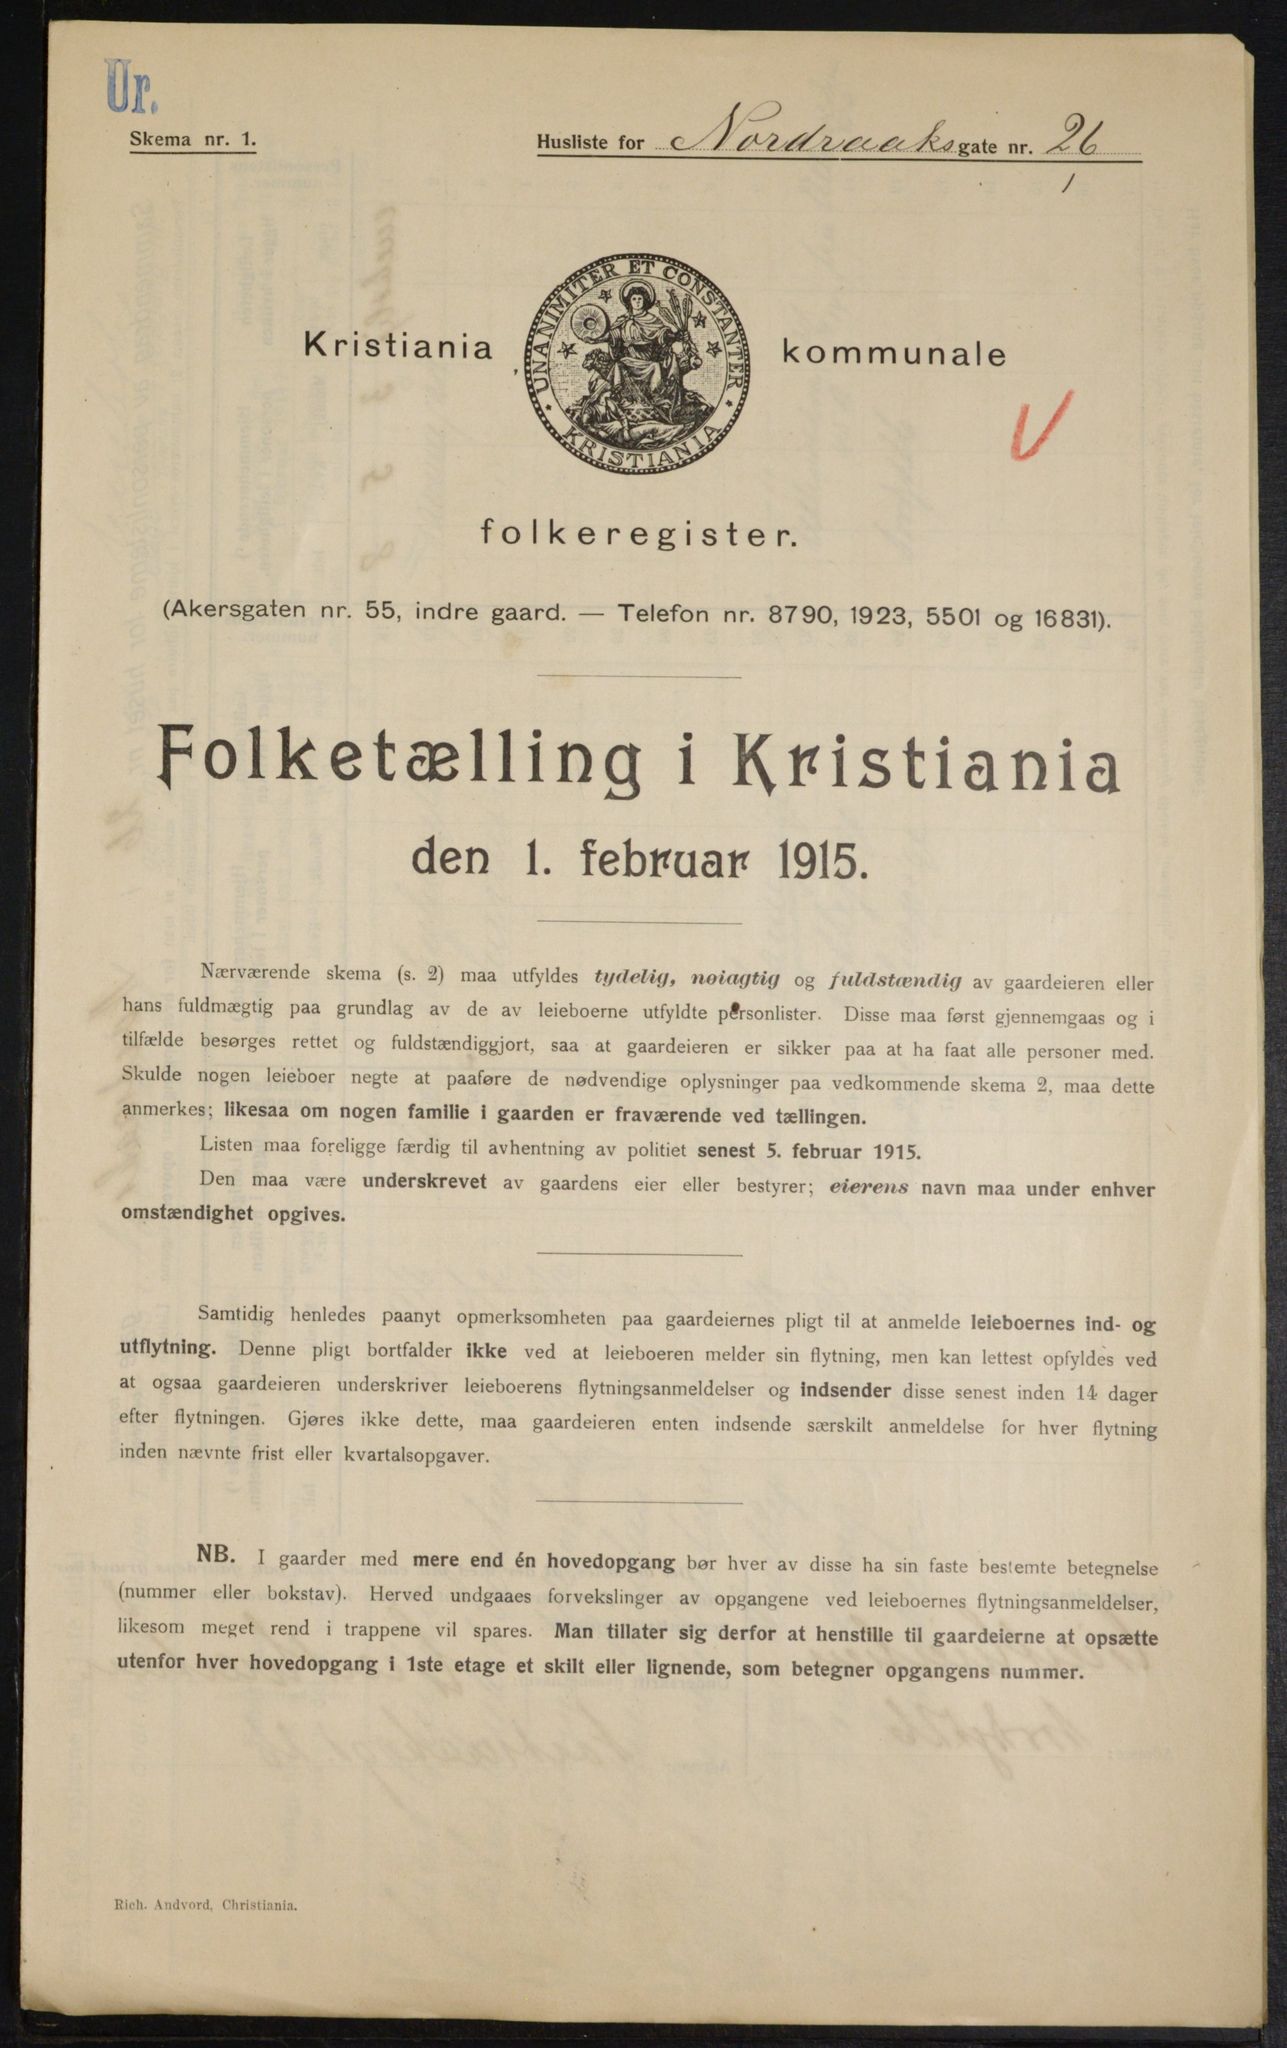 Ur.
Skema nr. 1.
Husliste for Nordraaks gate nr. 26
Kristiania kommunale
UNANIMITER ET CONSTANTER
KRISTIANIA
V
folkeregister.
(Akersgaten nr. 55, indre gaard. — Telefon nr. 8790, 1923, 5501 og 16831).
Folketælling i Kristiania
den 1. februar 1915.
Nærværende skema (s. 2) maa utfyldes tydelig, nøiagtig og fuldstændig av gaardeieren eller
hans fuldmægtig paa grundlag av de av leieboerne utfyldte personlister. Disse maa først gjennemgaas og i
tilfælde besørges rettet og fuldstændiggjort, saa at gaardeieren er sikker paa at ha faat alle personer med.
Skulde nogen leieboer negte at paaføre de nødvendige oplysninger paa vedkommende skema 2, maa dette
anmerkes; likesaa om nogen familie i gaarden er fraværende ved tællingen.
Listen maa foreligge færdig til avhentning av politiet senest 5. februar 1915.
Den maa være underskrevet av gaardens eier eller bestyrer; eierens navn maa under enhver
omstændighet opgives.
Samtidig henledes paanyt opmerksomheten paa gaardeiernes pligt til at anmelde leieboernes ind- og
utflytning. Denne pligt bortfalder ikke ved at leieboeren melder sin flytning, men kan lettest opfyldes ved
at ogsaa gaardeieren underskriver leieboerens flytningsanmeldelser og indsender disse senest inden 14 dager
efter flytningen. Gjøres ikke dette, maa gaardeieren enten indsende særskilt anmeldelse for hver flytning
inden nævnte frist eller kvartalsopgaver.
NB. I gaarder med mere end én hovedopgang bør hver av disse ha sin faste bestemte betegnelse
(nummer eller bokstav). Herved undgaaes forvekslinger av opgangene ved leieboernes flytningsanmeldelser,
likesom meget rend i trappene vil spares. Man tillater sig derfor at henstille til gaardeierne at opsætte
utenfor hver hovedopgang i 1ste etage et skilt eller lignende, som betegner opgangens nummer.
Rich. Andvord, Christiania.